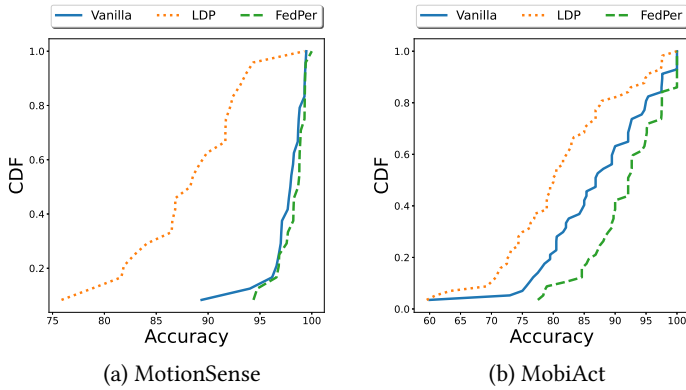 Vanilla LDP FedPer
CDF
1.0
0.8
0.6
0.4
0.2
75 80 85 90 95 100
Accuracy
(a) MotionSense
Vanilla LDP FedPer
CDF
1.0
0.8
0.6
0.4
0.2
0.0
60 65 70 75 80 85 90 95 100
Accuracy
(b) MobiAct